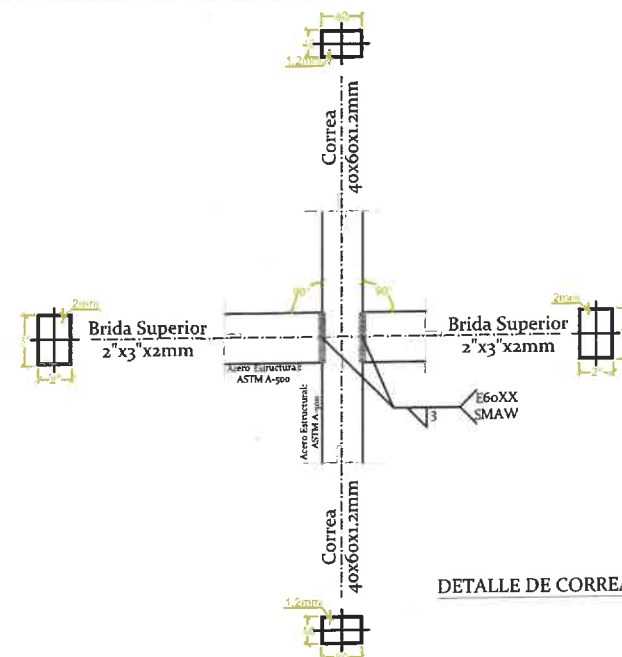 40
1.2mm
Correa
40x60x1.2mm
90°
90°
2mm
2mm
Brida Superior
2"x3"x2mm
Brida Superior
2"x3"x2mm
2"
2"
Acero Estructural:
ASTM A-500
Acero Estructural:
ASTM A-500
E60XX
SMAW
3
Correa
40x60x1.2mm
DETALLE DE CORREA
1.2mm